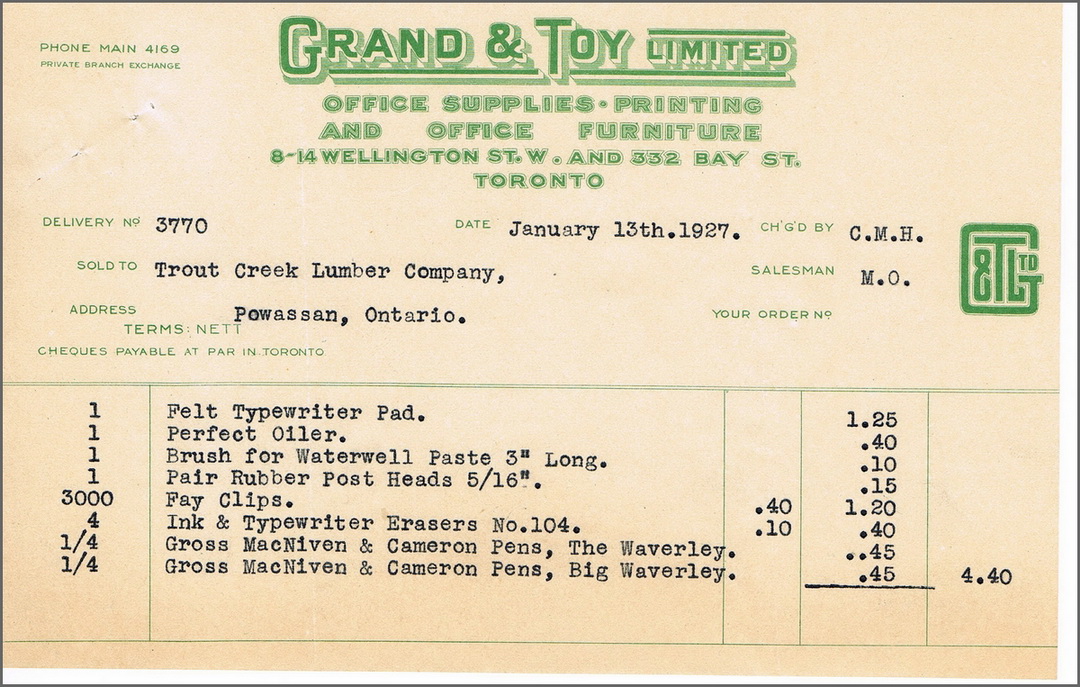 GRAND & TOY LIMITED
PHONE MAIN 4169
PRIVATE BRANCH EXCHANGE
OFFICE SUPPLIES • PRINTING
AND OFFICE FURNITURE
8-14 WELLINGTON ST. W. AND 332 BAY ST.
TORONTO
DELIVERY Nº 3770 DATE January 13th.1927. CH'G'D BY C.M.H.
SOLD TO Trout Creek Lumber Company, SALESMAN M.O.
G&T LTD
ADDRESS Powassan, Ontario. YOUR ORDER Nº
TERMS: NETT
CHEQUES PAYABLE AT PAR IN TORONTO
1 Felt Typewriter Pad. 1.25
1 Perfect Oiler. .40
1 Brush for Waterwell Paste 3" Long. .10
1 Pair Rubber Post Heads 5/16". .15
3000 Fay Clips. .40 1.20
4 Ink & Typewriter Erasers No.104. .10 .40
1/4 Gross MacNiven & Cameron Pens, The Waverley. ..45
1/4 Gross MacNiven & Cameron Pens, Big Waverley. .45 4.40